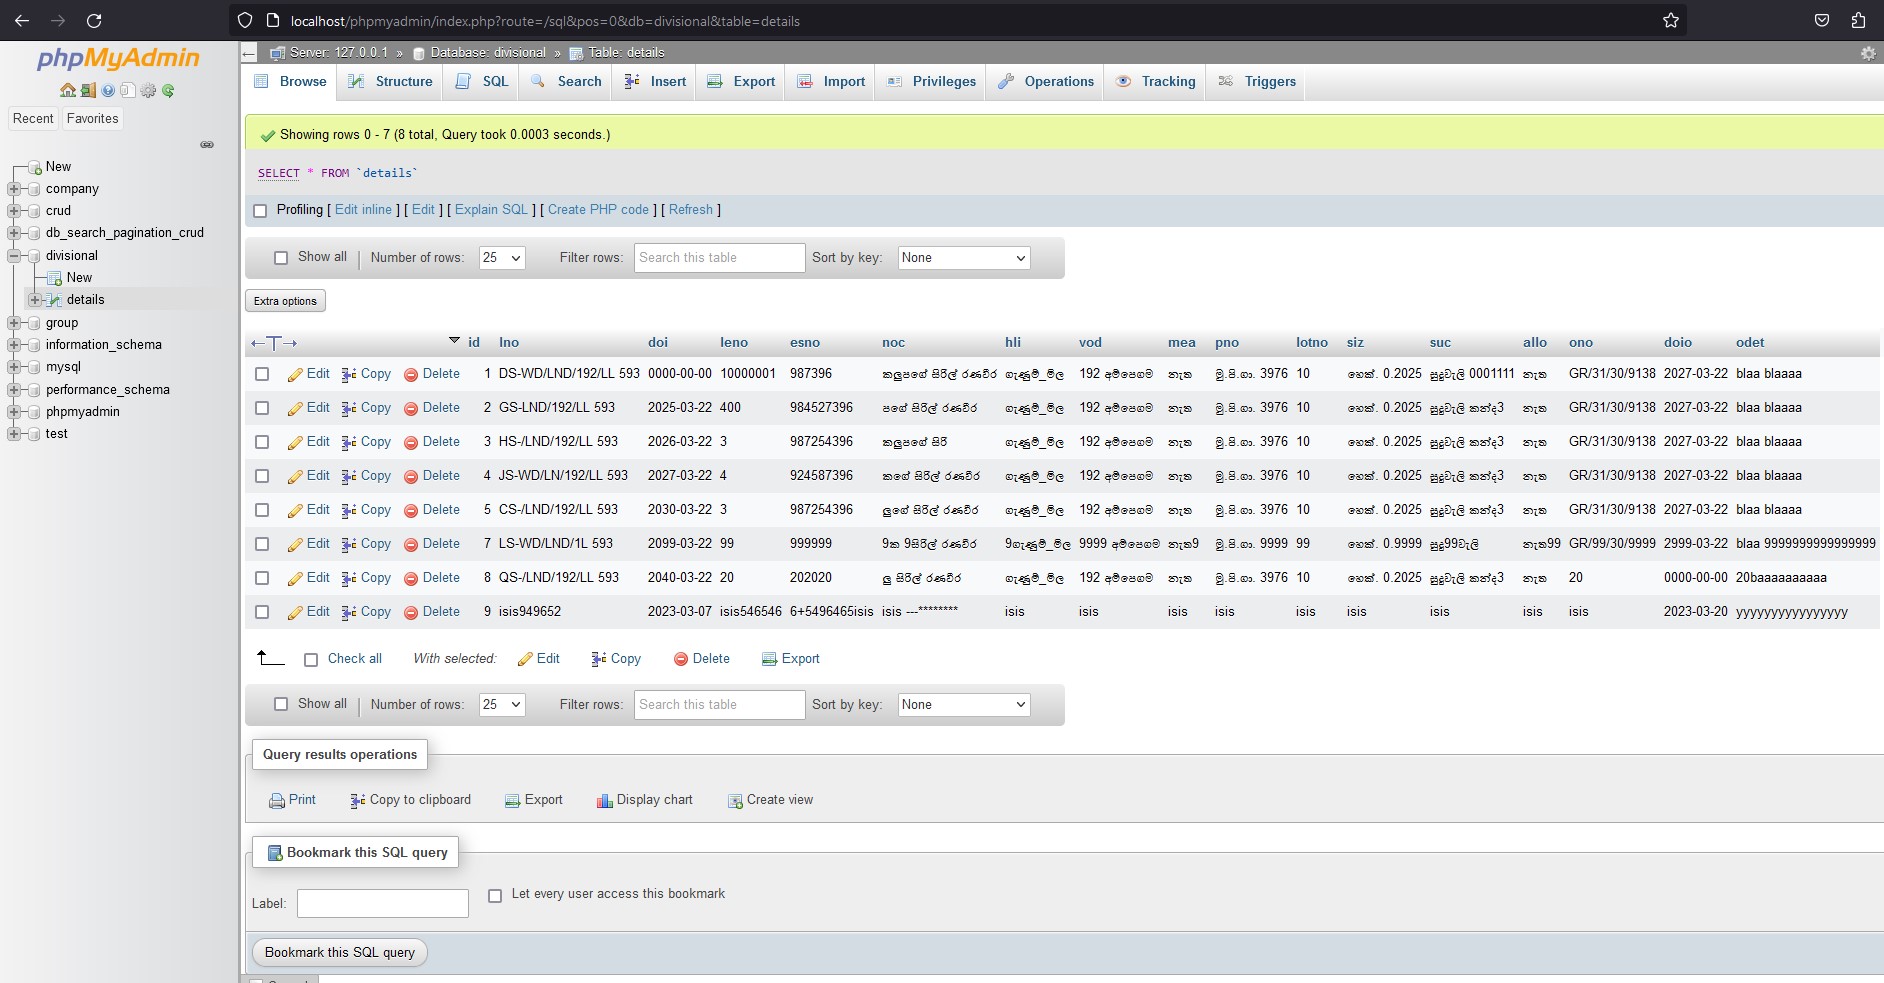 localhost/phpmyadmin/index.php?route=/sql&pos=0&db=divisional&table=details
phpMyAdmin
Recent Favorites
New
company
crud
db_search_pagination_crud
divisional
New
details
group
information_schema
mysql
performance_schema
phpmyadmin
test
Server: 127.0.0.1 » Database: divisional » Table: details
Browse Structure SQL Search Insert Export Import Privileges Operations Tracking Triggers
Showing rows 0 - 7 (8 total, Query took 0.0003 seconds.)
SELECT * FROM `details`
Profiling [ Edit inline ] [ Edit ] [ Explain SQL ] [ Create PHP code ] [ Refresh ]
Show all Number of rows: 25 Filter rows: Search this table Sort by key: None
Extra options
id lno doi leno esno noc hli vod mea pno lotno siz suc allo ono doio odet
Edit Copy Delete 1 DS-WD/LND/192/LL 593 0000-00-00 10000001 987396 කලුපගේ සිරිල් රණවීර ගැණුම්_මිල 192 අම්පෙගම නැත මු.පි.ගා. 3976 10 හෙක්. 0.2025 සුදුවැලි 0001111 නැත GR/31/30/9138 2027-03-22 blaa blaaaa
Edit Copy Delete 2 GS-LND/192/LL 593 2025-03-22 400 984527396 පගේ සිරිල් රණවීර ගැණුම්_මිල 192 අම්පෙගම නැත මු.පි.ගා. 3976 10 හෙක්. 0.2025 සුදුවැලි කන්ද3 නැත GR/31/30/9138 2027-03-22 blaa blaaaa
Edit Copy Delete 3 HS-/LND/192/LL 593 2026-03-22 3 987254396 කලුපගේ සිරි ගැණුම්_මිල 192 අම්පෙගම නැත මු.පි.ගා. 3976 10 හෙක්. 0.2025 සුදුවැලි කන්ද3 නැත GR/31/30/9138 2027-03-22 blaa blaaaa
Edit Copy Delete 4 JS-WD/LN/192/LL 593 2027-03-22 4 924587396 කගේ සිරිල් රණවීර ගැණුම්_මිල 192 අම්පෙගම නැත මු.පි.ගා. 3976 10 හෙක්. 0.2025 සුදුවැලි කන්ද3 නැත GR/31/30/9138 2027-03-22 blaa blaaaa
Edit Copy Delete 5 CS-/LND/192/LL 593 2030-03-22 3 987254396 ලුගේ සිරිල් රණවීර ගැණුම්_මිල 192 අම්පෙගම නැත මු.පි.ගා. 3976 10 හෙක්. 0.2025 සුදුවැලි කන්ද3 නැත GR/31/30/9138 2027-03-22 blaa blaaaa
Edit Copy Delete 7 LS-WD/LND/1L 593 2099-03-22 99 999999 9ක 9සිරිල් රණවීර 9ගැණුම්_මිල 9999 අම්පෙගම නැත9 මු.පි.ගා. 9999 99 හෙක්. 0.9999 සුදු99වැලි නැත99 GR/99/30/9999 2999-03-22 blaa 9999999999999999
Edit Copy Delete 8 QS-/LND/192/LL 593 2040-03-22 20 202020 ලු සිරිල් රණවීර ගැණුම්_මිල 192 අම්පෙගම නැත මු.පි.ගා. 3976 10 හෙක්. 0.2025 සුදුවැලි කන්ද3 නැත 20 0000-00-00 20baaaaaaaaaa
Edit Copy Delete 9 isis949652 2023-03-07 isis546546 6+5496465isis isis ---******** isis isis isis isis isis isis isis isis isis 2023-03-20 yyyyyyyyyyyyyyyy
Check all With selected: Edit Copy Delete Export
Show all Number of rows: 25 Filter rows: Search this table Sort by key: None
Query results operations
Print Copy to clipboard Export Display chart Create view
Bookmark this SQL query
Label: Let every user access this bookmark
Bookmark this SQL query